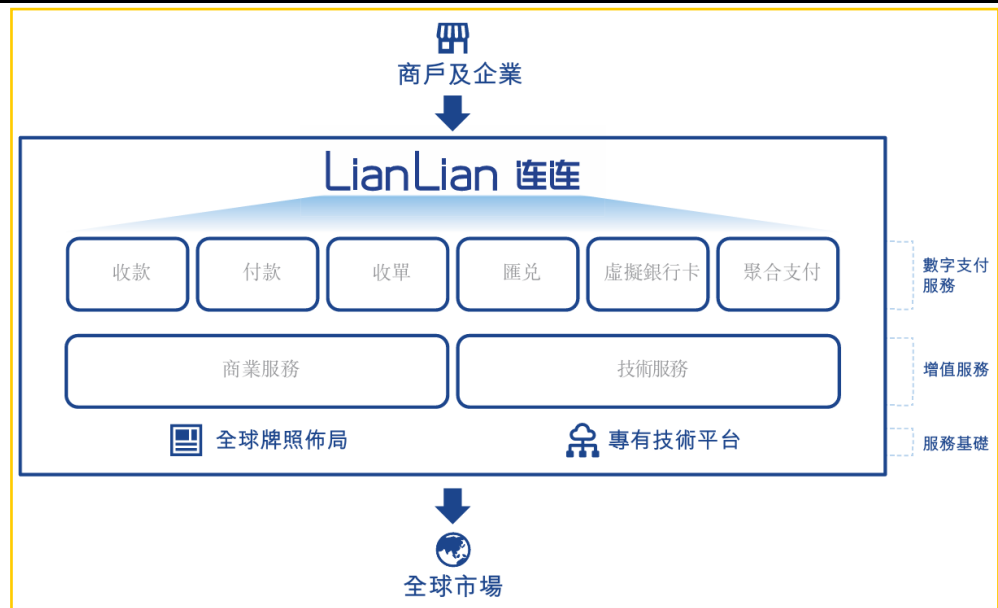 商戶及企業
LianLian 连连
收款 付款 收單 匯兑 虛擬銀行卡 聚合支付
數字支付
服務
商業服務 技術服務
增值服務
全球牌照佈局 專有技術平台
服務基礎
全球市場